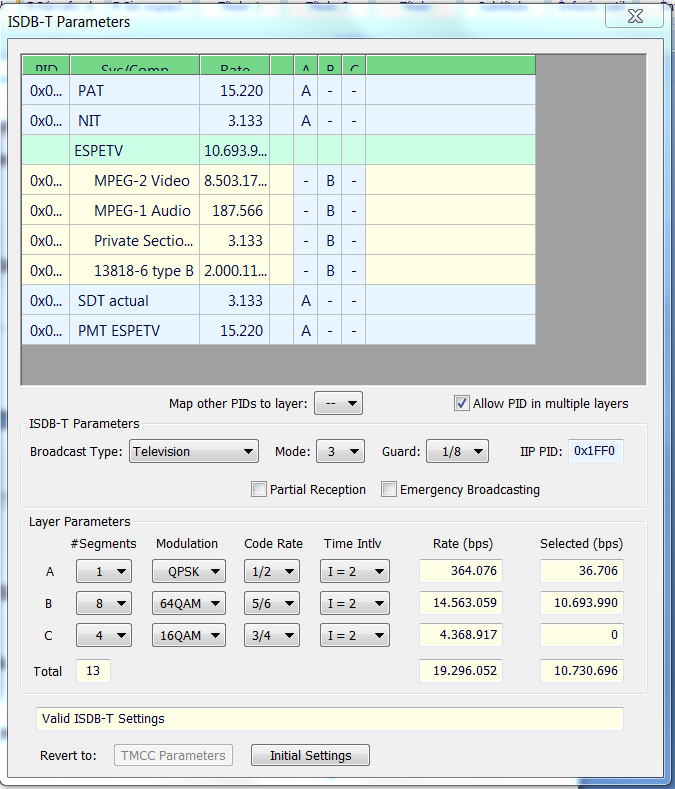 ISDB-T Parameters
PID Svc/Comp Rate A B C
0x0... PAT 15.220 A - -
0x0... NIT 3.133 A - -
ESPETV 10.693.9...
0x0... MPEG-2 Video 8.503.17... - B -
0x0... MPEG-1 Audio 187.566 - B -
0x0... Private Sectio... 3.133 - B -
0x0... 13818-6 type B 2.000.11... - B -
0x0... SDT actual 3.133 A - -
0x0... PMT ESPETV 15.220 A - -
Map other PIDs to layer: -- Allow PID in multiple layers
ISDB-T Parameters
Broadcast Type: Television Mode: 3 Guard: 1/8 IIP PID: 0x1FF0
Partial Reception Emergency Broadcasting
Layer Parameters
#Segments Modulation Code Rate Time Intlv Rate (bps) Selected (bps)
A 1 QPSK 1/2 I = 2 364.076 36.706
B 8 64QAM 5/6 I = 2 14.563.059 10.693.990
C 4 16QAM 3/4 I = 2 4.368.917 0
Total 13 19.296.052 10.730.696
Valid ISDB-T Settings
Revert to: TMCC Parameters Initial Settings